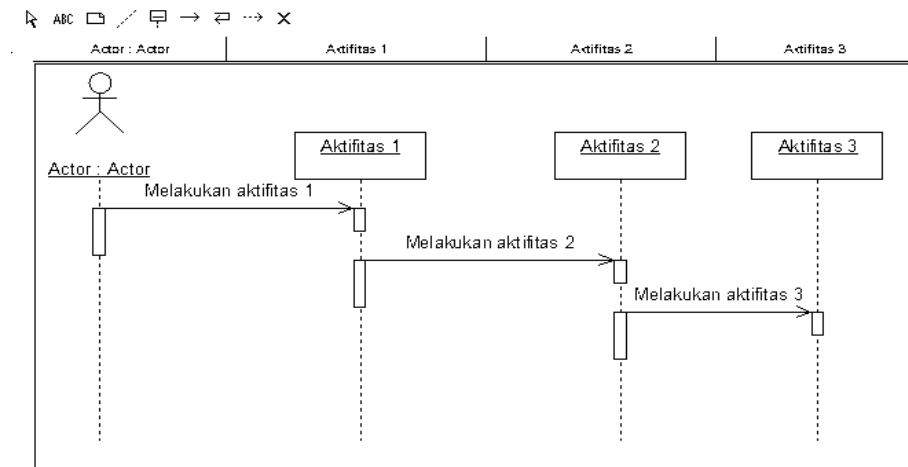 ABC
Actor : Actor
Aktifitas 1
Aktifitas 2
Aktifitas 3
Actor : Actor
Aktifitas 1
Aktifitas 2
Aktifitas 3
Melakukan aktifitas 1
Melakukan aktifitas 2
Melakukan aktifitas 3